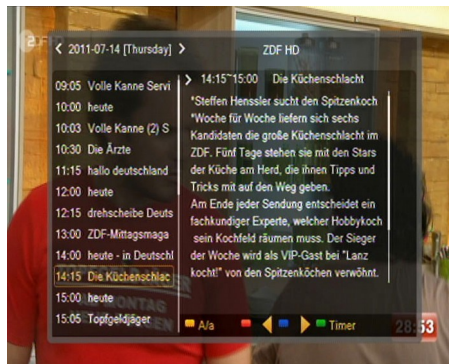 ZDF
< 2011-07-14 [Thursday] >
ZDF HD
09:05 Volle Kanne Servi
10:00 heute
10:03 Volle Kanne (2) S
10:30 Die Ärzte
11:15 hallo deutschland
12:00 heute
12:15 drehscheibe Deuts
13:00 ZDF-Mittagsmaga
14:00 heute - in Deutschl
14:15 Die Küchenschlac
15:00 heute
15:05 Topfgeldjäger
> 14:15~15:00 Die Küchenschlacht
*Steffen Henssler sucht den Spitzenkoch
*Woche für Woche liefern sich sechs
Kandidaten die große Küchenschlacht im
ZDF. Fünf Tage stehen sie mit den Stars
der Küche am Herd, die ihnen Tipps und
Tricks mit auf den Weg geben.
Am Ende jeder Sendung entscheidet ein
fachkundiger Experte, welcher Hobbykoch
sein Kochfeld räumen muss. Der Sieger
der Woche wird als VIP-Gast bei "Lanz
kocht!" von den Spitzenköchen verwöhnt.
A/a
Timer
28:53